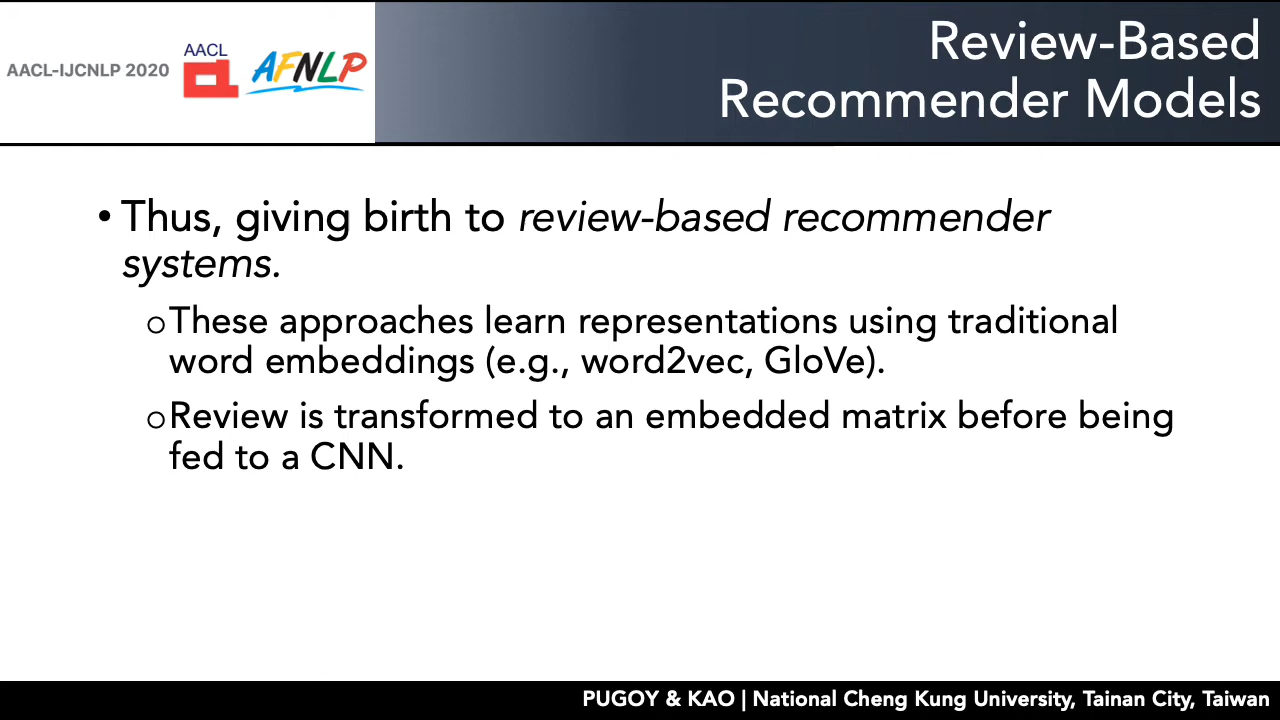 AACL-IJCNLP 2020
AACL
AFNLP
Review-Based
Recommender Models
• Thus, giving birth to review-based recommender
systems.
o These approaches learn representations using traditional
word embeddings (e.g., word2vec, GloVe).
o Review is transformed to an embedded matrix before being
fed to a CNN.
PUGOY & KAO | National Cheng Kung University, Tainan City, Taiwan